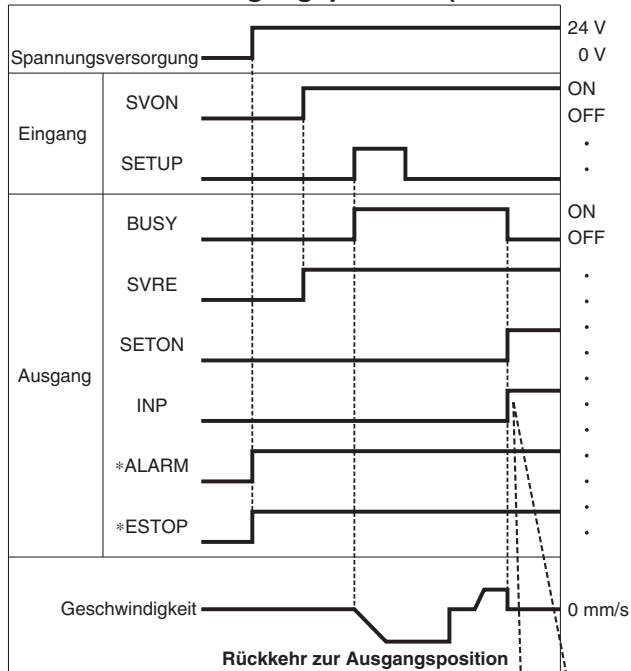 24 V
Spannungsversorgung
0 V
ON
SVON
OFF
Eingang
SETUP
ON
BUSY
OFF
SVRE
SETON
Ausgang
INP
*ALARM
*ESTOP
Geschwindigkeit
0 mm/s
Rückkehr zur Ausgangsposition